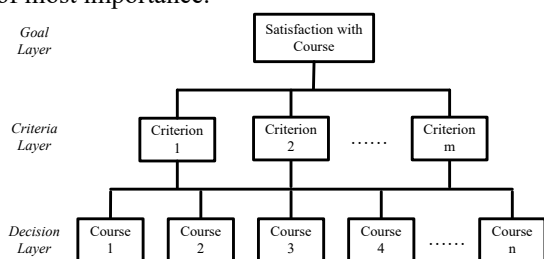 of most importance.
Goal
Layer
Satisfaction with
Course
Criteria
Layer
Criterion
1
Criterion
2
……
Criterion
m
Decision
Layer
Course
1
Course
2
Course
3
Course
4
……
Course
n